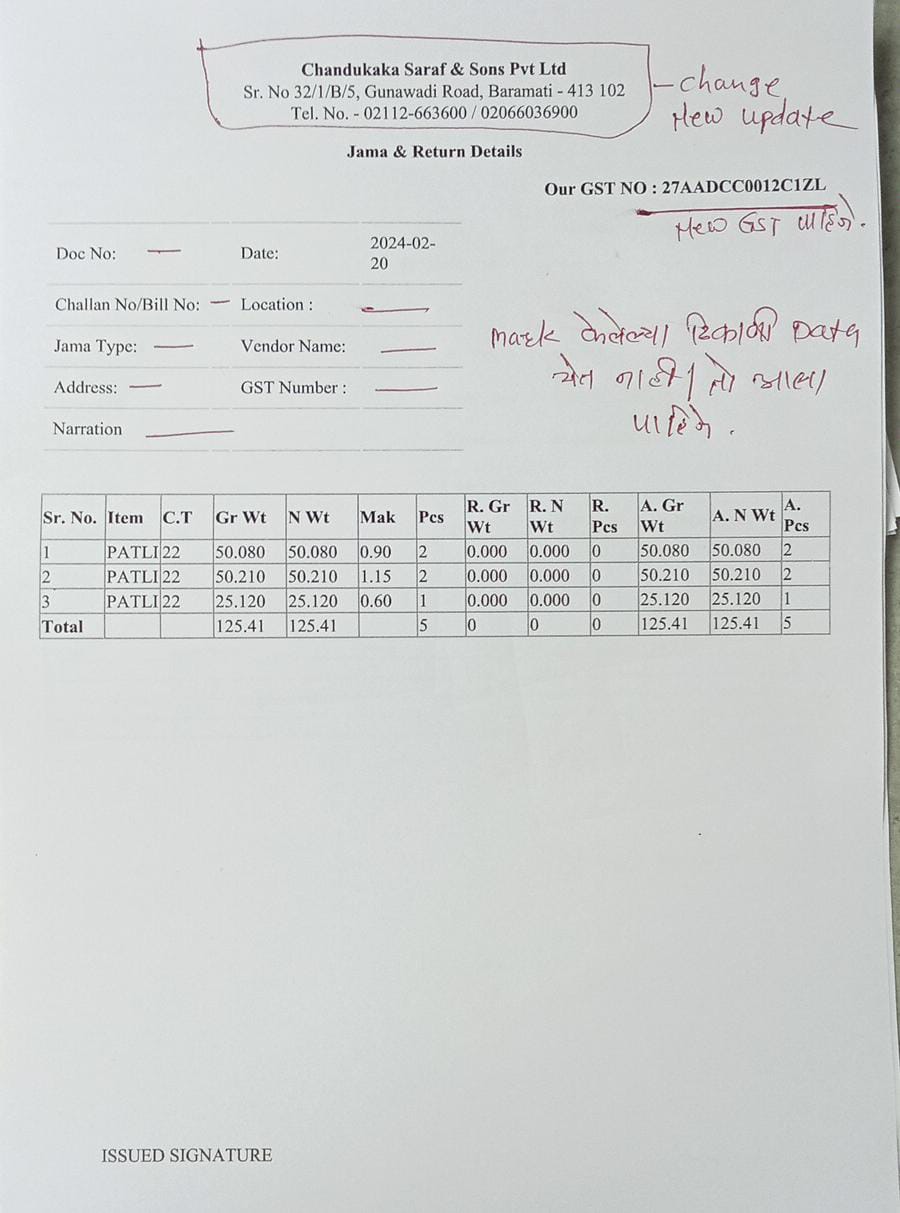 Chandukaka Saraf & Sons Pvt Ltd
Sr. No 32/1/B/5, Gunawadi Road, Baramati - 413 102
Tel. No. - 02112-663600 / 02066036900
change
New update
Jama & Return Details
Our GST NO : 27AADCC0012C1ZL
New GST पाहिजे.
Doc No: Date: 2024-02-
20
Challan No/Bill No: Location :
Jama Type: Vendor Name:
Address: GST Number :
Narration
mark केलेल्या ठिकाणी Data
येत नाही तो आला
पाहिजे.
Sr. No. Item C.T Gr Wt N Wt Mak Pcs R. Gr Wt R. N Wt R. Pcs A. Gr Wt A. N Wt A. Pcs
1 PATLI 22 50.080 50.080 0.90 2 0.000 0.000 0 50.080 50.080 2
2 PATLI 22 50.210 50.210 1.15 2 0.000 0.000 0 50.210 50.210 2
3 PATLI 22 25.120 25.120 0.60 1 0.000 0.000 0 25.120 25.120 1
Total 125.41 125.41 5 0 0 0 125.41 125.41 5
ISSUED SIGNATURE